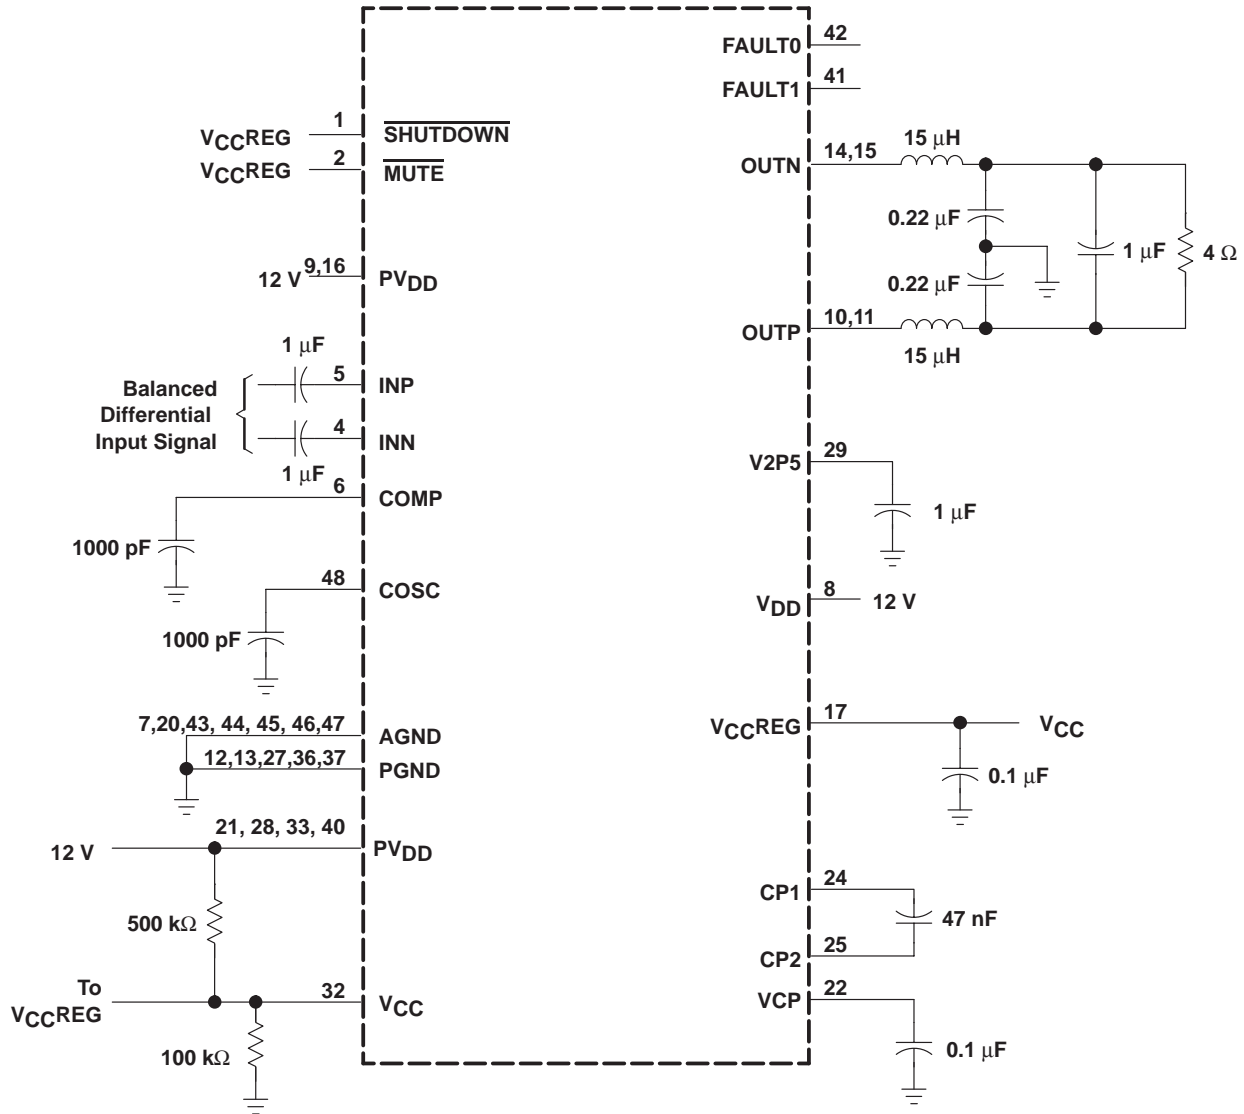 42
FAULT0
41
FAULT1
1
VCCREG
SHUTDOWN
2
VCCREG
MUTE
15 μH
14,15
OUTN
0.22 μF
1 μF
4 Ω
0.22 μF
10,11
OUTP
15 μH
9,16
12 V
PVDD
1 μF
5
INP
Balanced
Differential
Input Signal
4
INN
1 μF
29
V2P5
1 μF
6
COMP
1000 pF
48
COSC
1000 pF
8
VDD
12 V
7,20,43, 44, 45, 46,47
AGND
12,13,27,36,37
PGND
17
VCCREG
VCC
0.1 μF
21, 28, 33, 40
12 V
PVDD
500 kΩ
24
CP1
47 nF
25
CP2
To
VCCREG
32
VCC
22
VCP
100 kΩ
0.1 μF